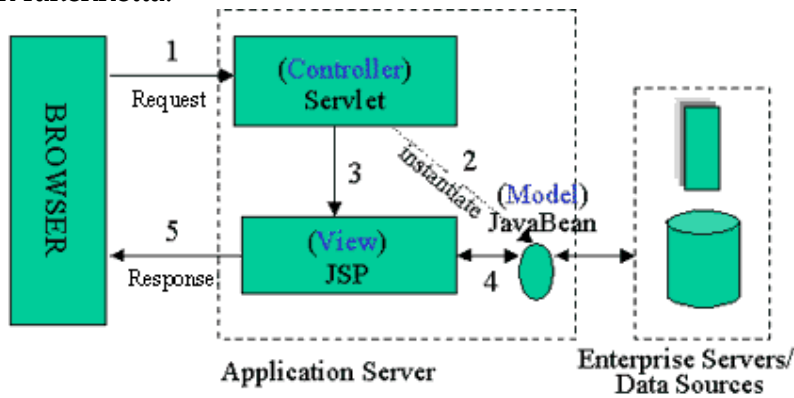 BROWSER
1
Request
(Controller)
Servlet
2
instantiate
3
(Model)
JavaBean
(View)
JSP
4
5
Response
Application Server
Enterprise Servers/
Data Sources